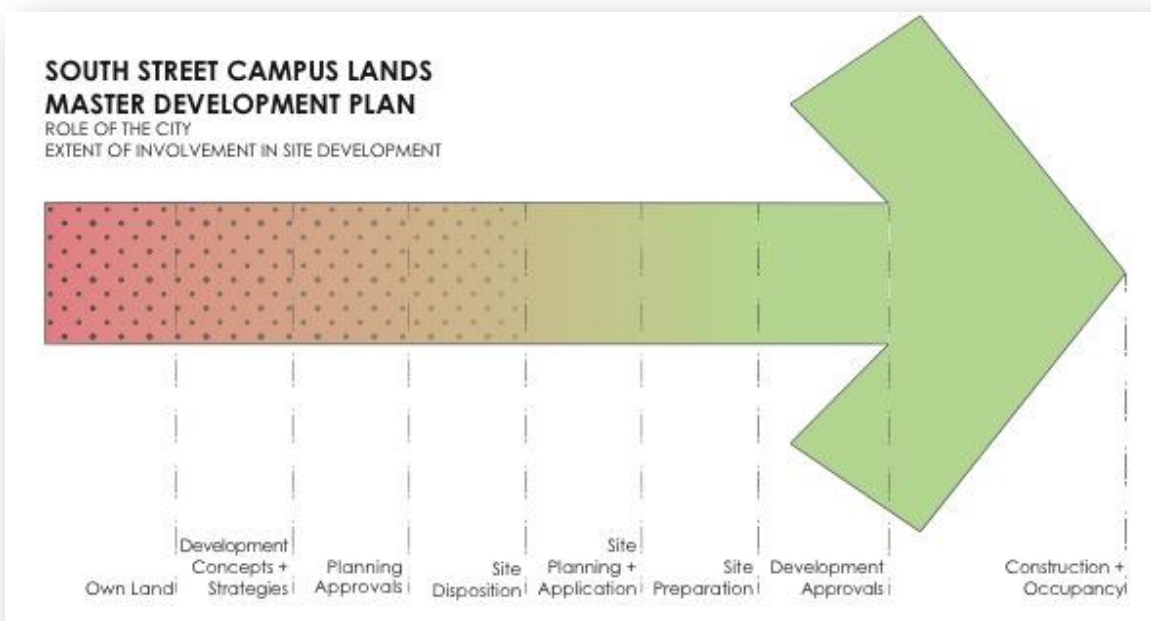 SOUTH STREET CAMPUS LANDS
MASTER DEVELOPMENT PLAN
ROLE OF THE CITY
EXTENT OF INVOLVEMENT IN SITE DEVELOPMENT
Own Land
Development
Concepts +
Strategies
Planning
Approvals
Site
Disposition
Site
Planning +
Application
Site
Preparation
Development
Approvals
Construction +
Occupancy